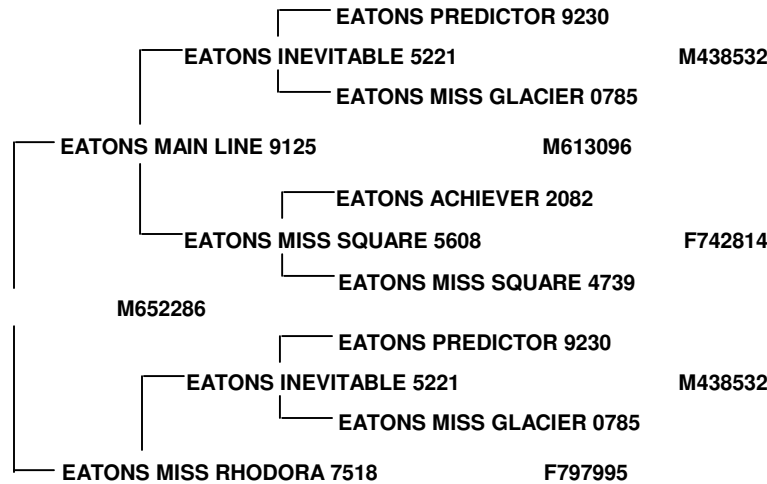 EATONS PREDICTOR 9230
EATONS INEVITABLE 5221 M438532
EATONS MISS GLACIER 0785
EATONS MAIN LINE 9125 M613096
EATONS ACHIEVER 2082
EATONS MISS SQUARE 5608 F742814
EATONS MISS SQUARE 4739
M652286
EATONS PREDICTOR 9230
EATONS INEVITABLE 5221 M438532
EATONS MISS GLACIER 0785
EATONS MISS RHODORA 7518 F797995